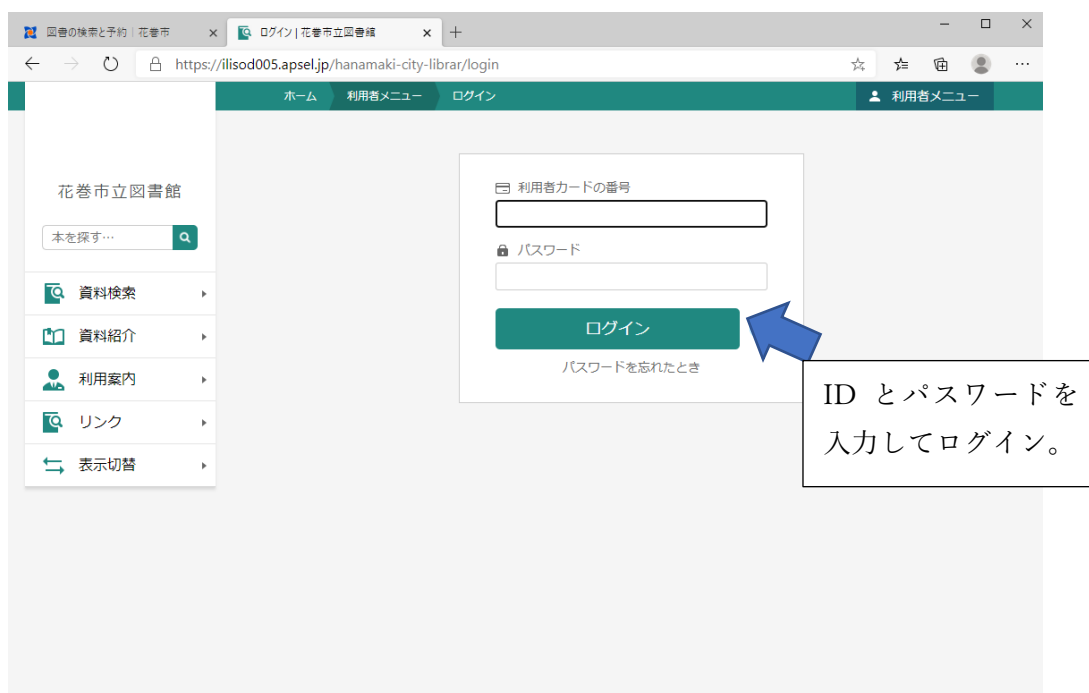 図書の検索と予約 | 花巻市
ログイン | 花巻市立図書館
https://ilisod005.apsel.jp/hanamaki-city-librar/login
ホーム 利用者メニュー ログイン 利用者メニュー
花巻市立図書館
本を探す…
資料検索
資料紹介
利用案内
リンク
表示切替
利用者カードの番号
パスワード
ログイン
パスワードを忘れたとき
ID とパスワードを
入力してログイン。